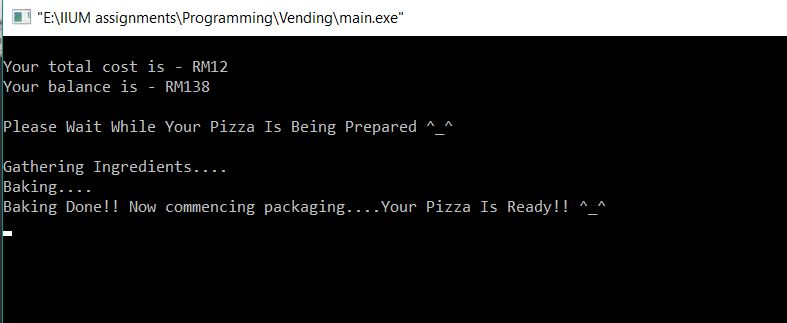 "E:\IIUM assignments\Programming\Vending\main.exe"
Your total cost is - RM12
Your balance is - RM138
Please Wait While Your Pizza Is Being Prepared ^_^
Gathering Ingredients....
Baking....
Baking Done!! Now commencing packaging....Your Pizza Is Ready!! ^_^